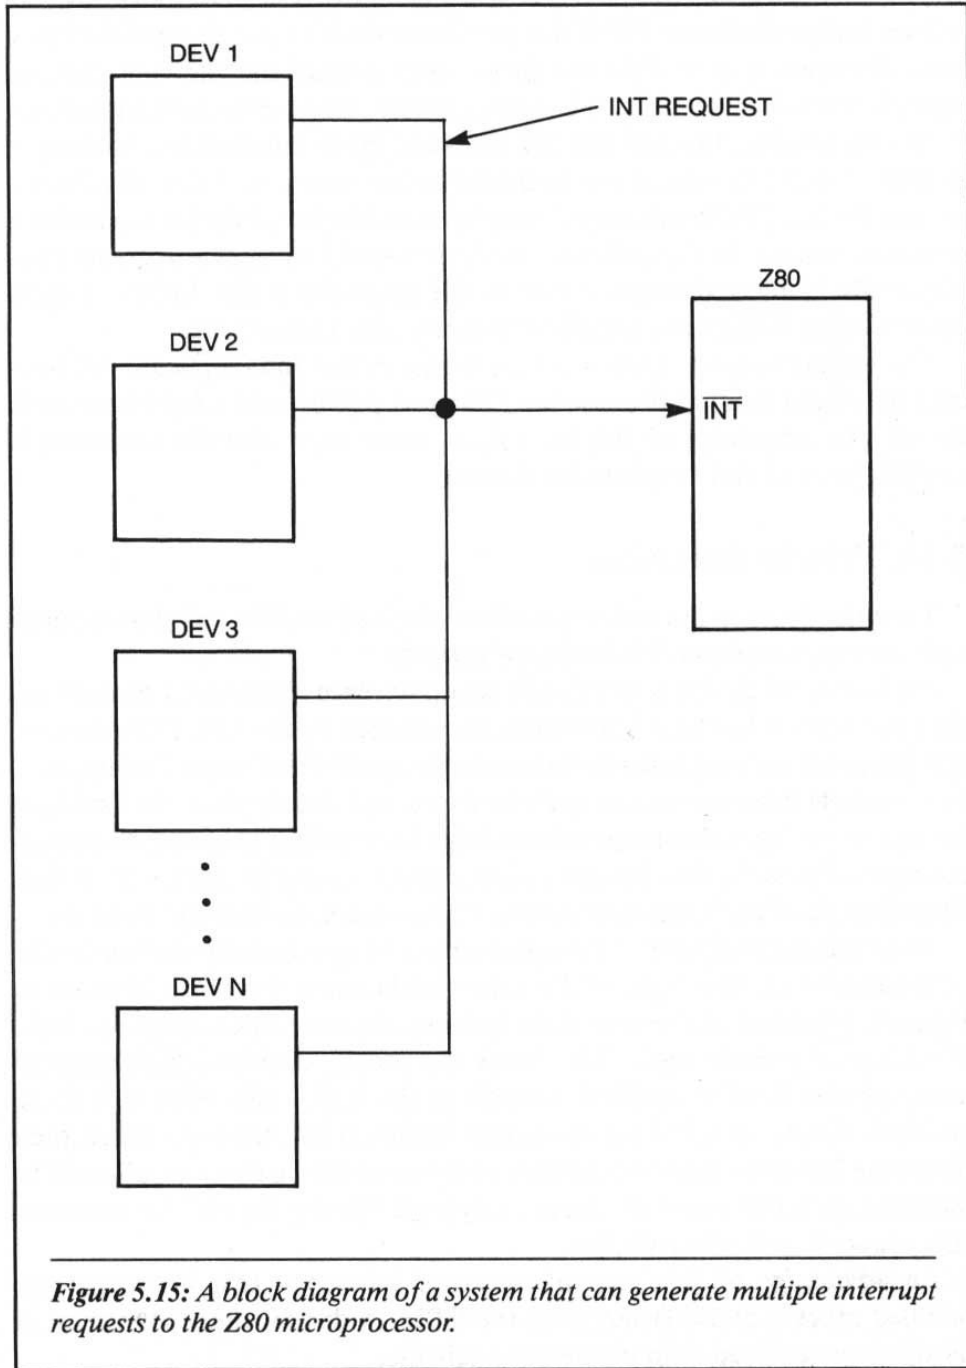 DEV 1
INT REQUEST
Z80
DEV 2
INT
DEV 3
DEV N
Figure 5.15: A block diagram of a system that can generate multiple interrupt
requests to the Z80 microprocessor.